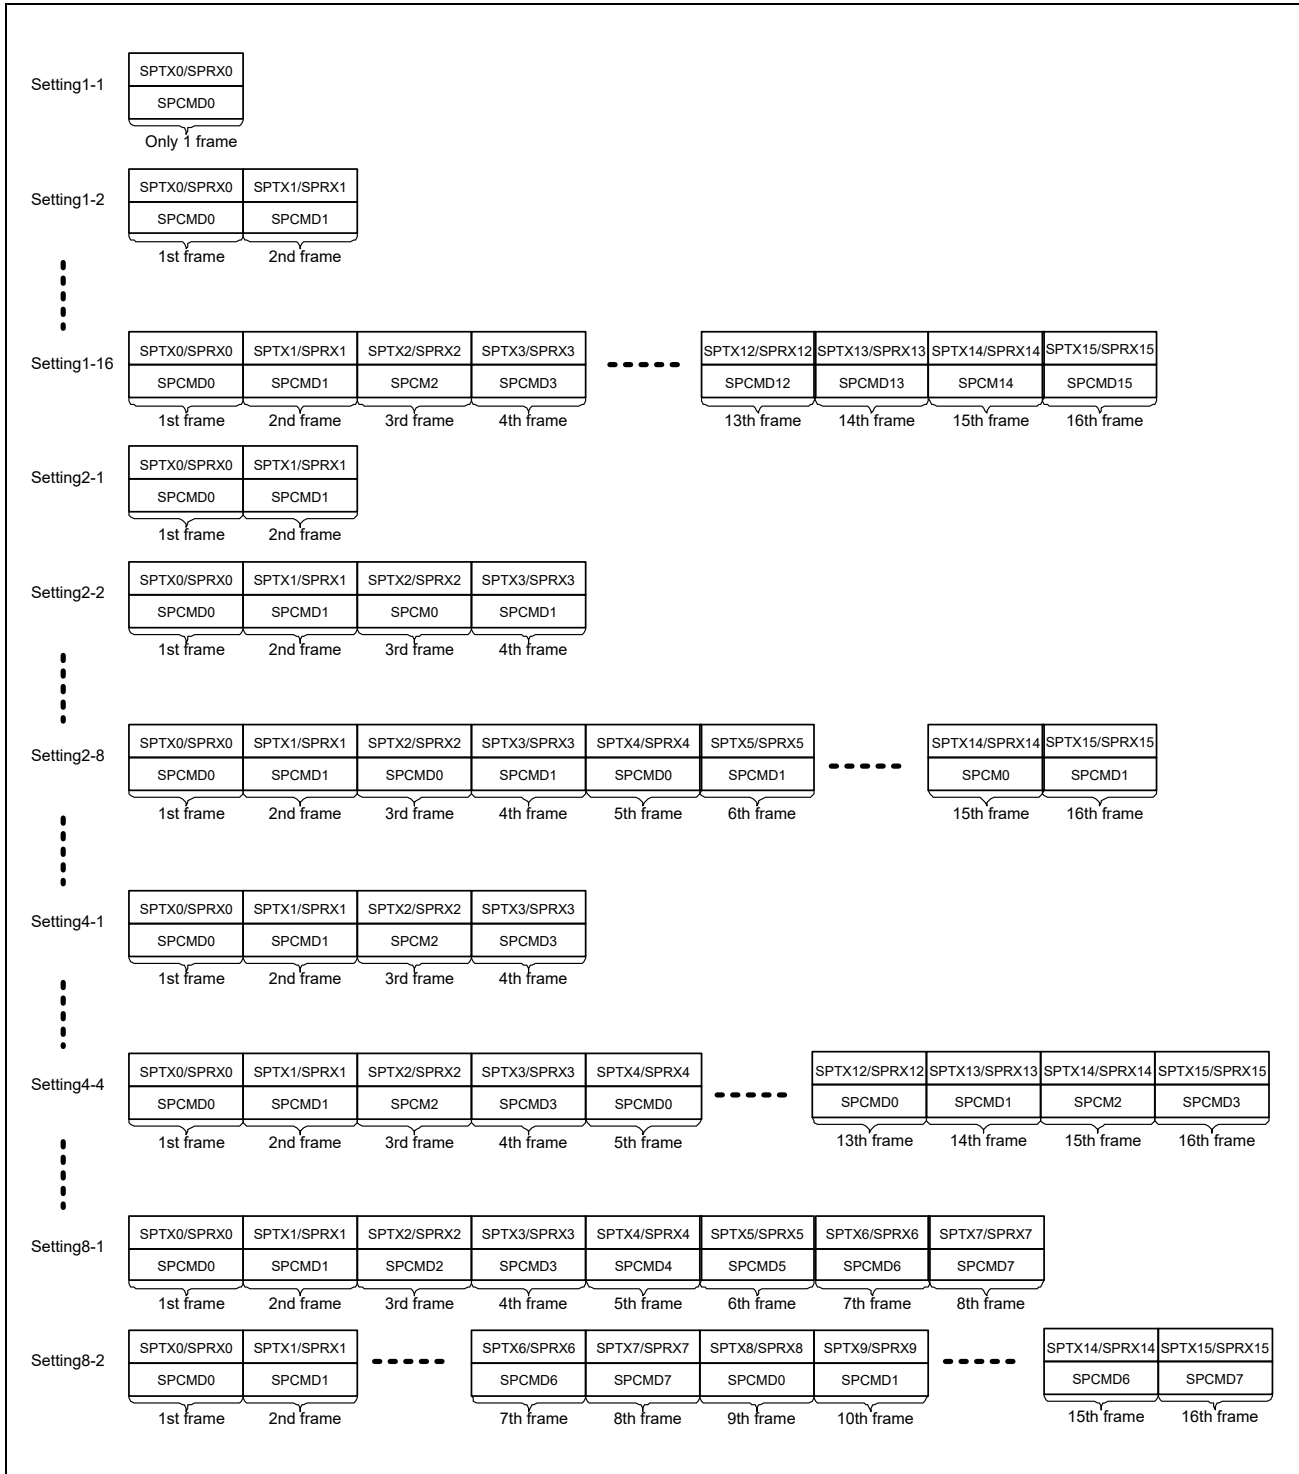 Setting1-1
SPTX0/SPRX0
SPCMD0
Only 1 frame
Setting1-2
SPTX0/SPRX0 SPTX1/SPRX1
SPCMD0 SPCMD1
1st frame 2nd frame
Setting1-16
SPTX0/SPRX0 SPTX1/SPRX1 SPTX2/SPRX2 SPTX3/SPRX3 SPTX12/SPRX12 SPTX13/SPRX13 SPTX14/SPRX14 SPTX15/SPRX15
SPCMD0 SPCMD1 SPCM2 SPCMD3 SPCMD12 SPCMD13 SPCM14 SPCMD15
1st frame 2nd frame 3rd frame 4th frame 13th frame 14th frame 15th frame 16th frame
Setting2-1
SPTX0/SPRX0 SPTX1/SPRX1
SPCMD0 SPCMD1
1st frame 2nd frame
Setting2-2
SPTX0/SPRX0 SPTX1/SPRX1 SPTX2/SPRX2 SPTX3/SPRX3
SPCMD0 SPCMD1 SPCM0 SPCMD1
1st frame 2nd frame 3rd frame 4th frame
Setting2-8
SPTX0/SPRX0 SPTX1/SPRX1 SPTX2/SPRX2 SPTX3/SPRX3 SPTX4/SPRX4 SPTX5/SPRX5 SPTX14/SPRX14 SPTX15/SPRX15
SPCMD0 SPCMD1 SPCMD0 SPCMD1 SPCMD0 SPCMD1 SPCM0 SPCMD1
1st frame 2nd frame 3rd frame 4th frame 5th frame 6th frame 15th frame 16th frame
Setting4-1
SPTX0/SPRX0 SPTX1/SPRX1 SPTX2/SPRX2 SPTX3/SPRX3
SPCMD0 SPCMD1 SPCM2 SPCMD3
1st frame 2nd frame 3rd frame 4th frame
Setting4-4
SPTX0/SPRX0 SPTX1/SPRX1 SPTX2/SPRX2 SPTX3/SPRX3 SPTX4/SPRX4 SPTX12/SPRX12 SPTX13/SPRX13 SPTX14/SPRX14 SPTX15/SPRX15
SPCMD0 SPCMD1 SPCM2 SPCMD3 SPCMD0 SPCMD0 SPCMD1 SPCM2 SPCMD3
1st frame 2nd frame 3rd frame 4th frame 5th frame 13th frame 14th frame 15th frame 16th frame
Setting8-1
SPTX0/SPRX0 SPTX1/SPRX1 SPTX2/SPRX2 SPTX3/SPRX3 SPTX4/SPRX4 SPTX5/SPRX5 SPTX6/SPRX6 SPTX7/SPRX7
SPCMD0 SPCMD1 SPCMD2 SPCMD3 SPCMD4 SPCMD5 SPCMD6 SPCMD7
1st frame 2nd frame 3rd frame 4th frame 5th frame 6th frame 7th frame 8th frame
Setting8-2
SPTX0/SPRX0 SPTX1/SPRX1 SPTX6/SPRX6 SPTX7/SPRX7 SPTX8/SPRX8 SPTX9/SPRX9 SPTX14/SPRX14 SPTX15/SPRX15
SPCMD0 SPCMD1 SPCMD6 SPCMD7 SPCMD0 SPCMD1 SPCMD6 SPCMD7
1st frame 2nd frame 7th frame 8th frame 9th frame 10th frame 15th frame 16th frame